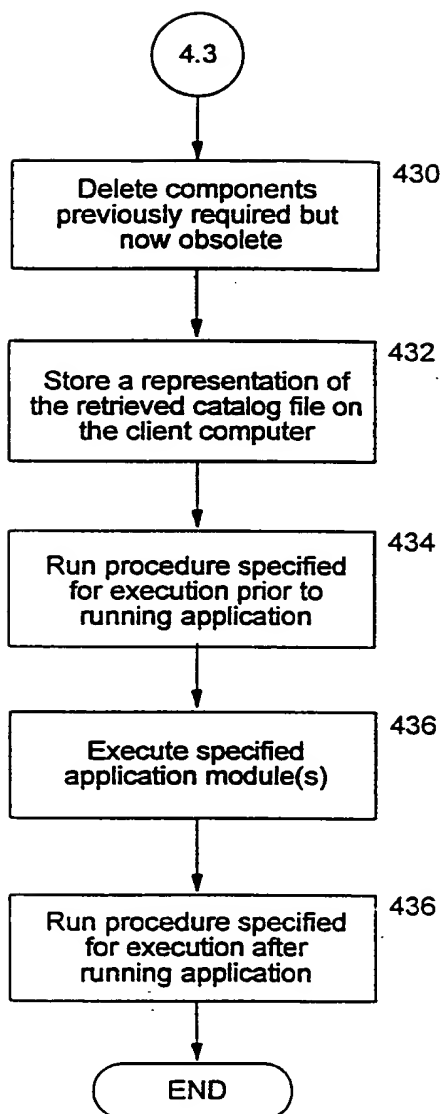 4.3
430
Delete components
previously required but
now obsolete
432
Store a representation of
the retrieved catalog file on
the client computer
434
Run procedure specified
for execution prior to
running application
436
Execute specified
application module(s)
436
Run procedure specified
for execution after
running application
END